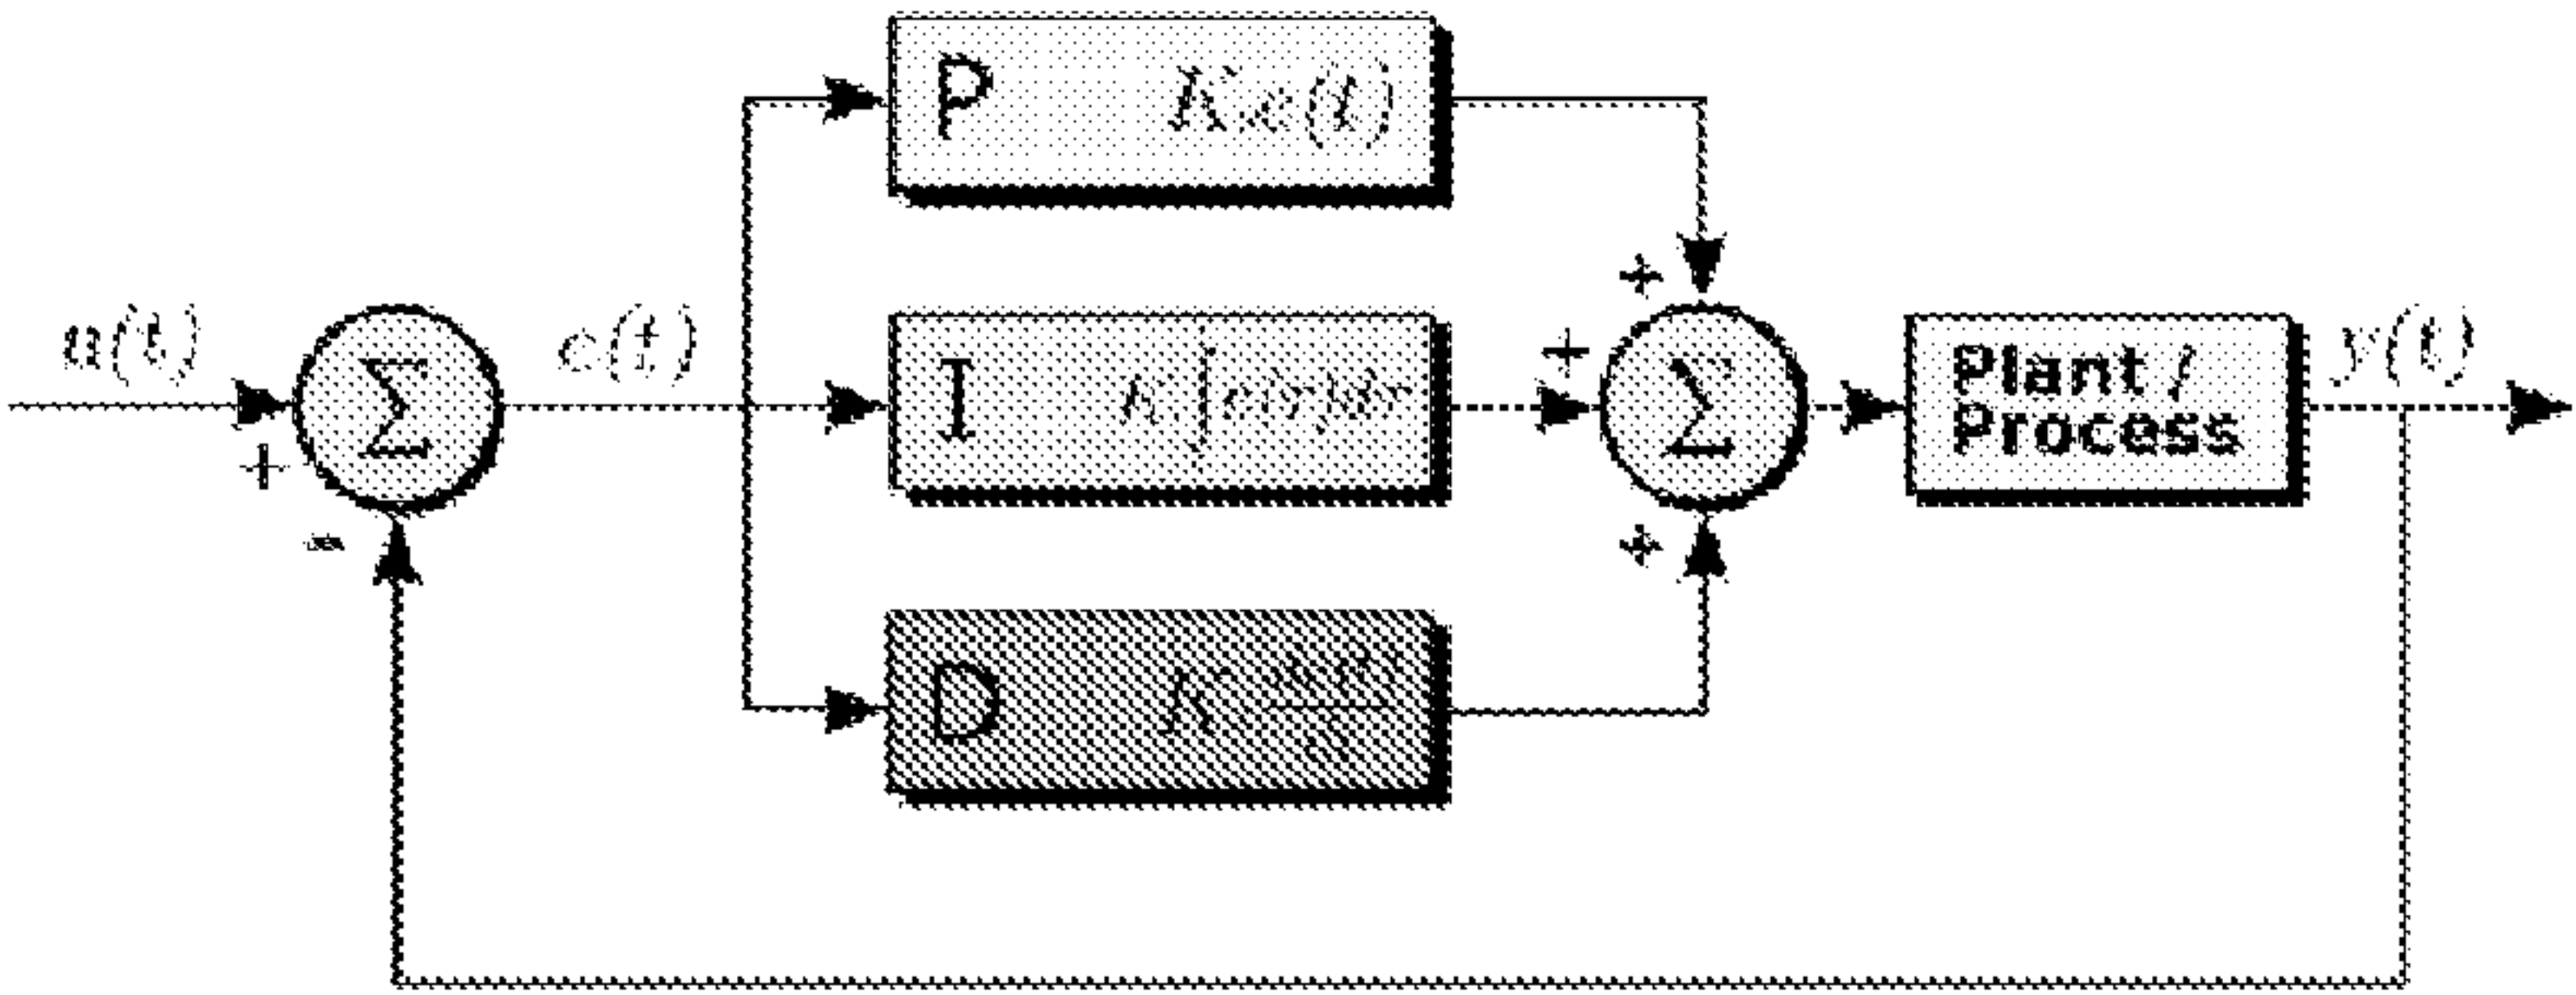 P K e(t)
+
u(t) Σ e(t) I + Σ Plant / y(t)
Process
+
-
+
D K